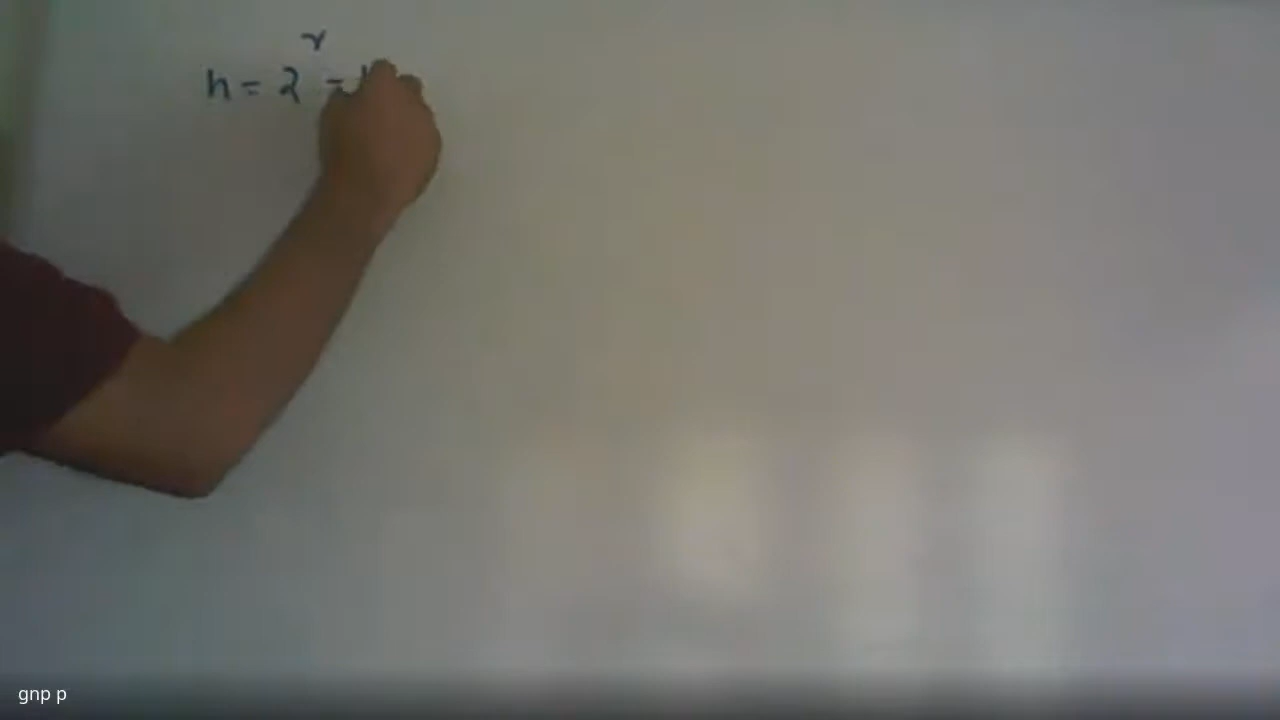 h = 2^r -
gnp p